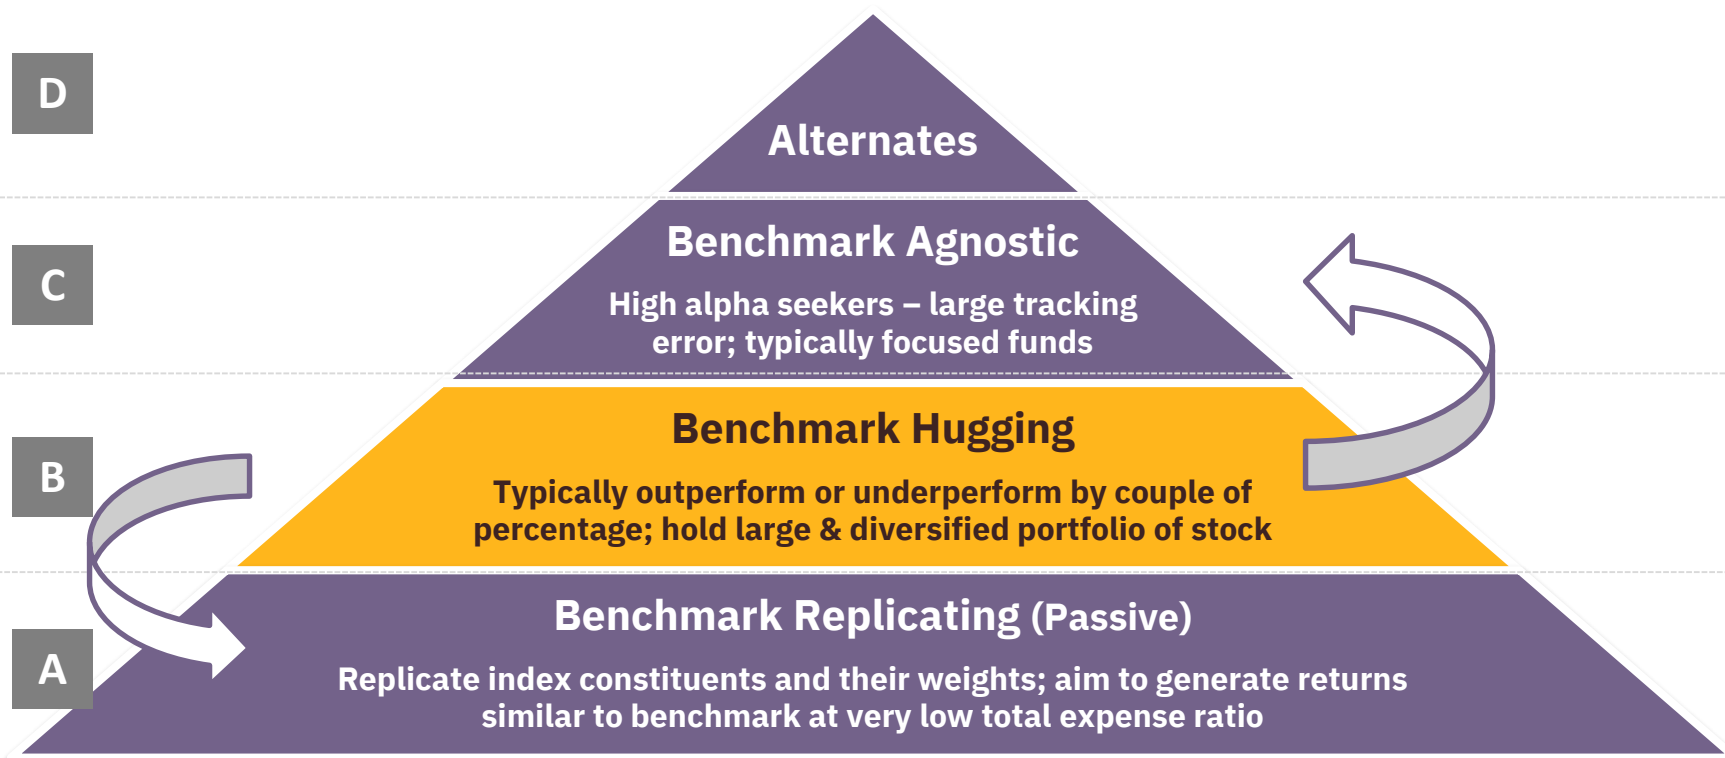 D
Alternates
C
Benchmark Agnostic
High alpha seekers – large tracking
error; typically focused funds
B
Benchmark Hugging
Typically outperform or underperform by couple of
percentage; hold large & diversified portfolio of stock
A
Benchmark Replicating (Passive)
Replicate index constituents and their weights; aim to generate returns
similar to benchmark at very low total expense ratio